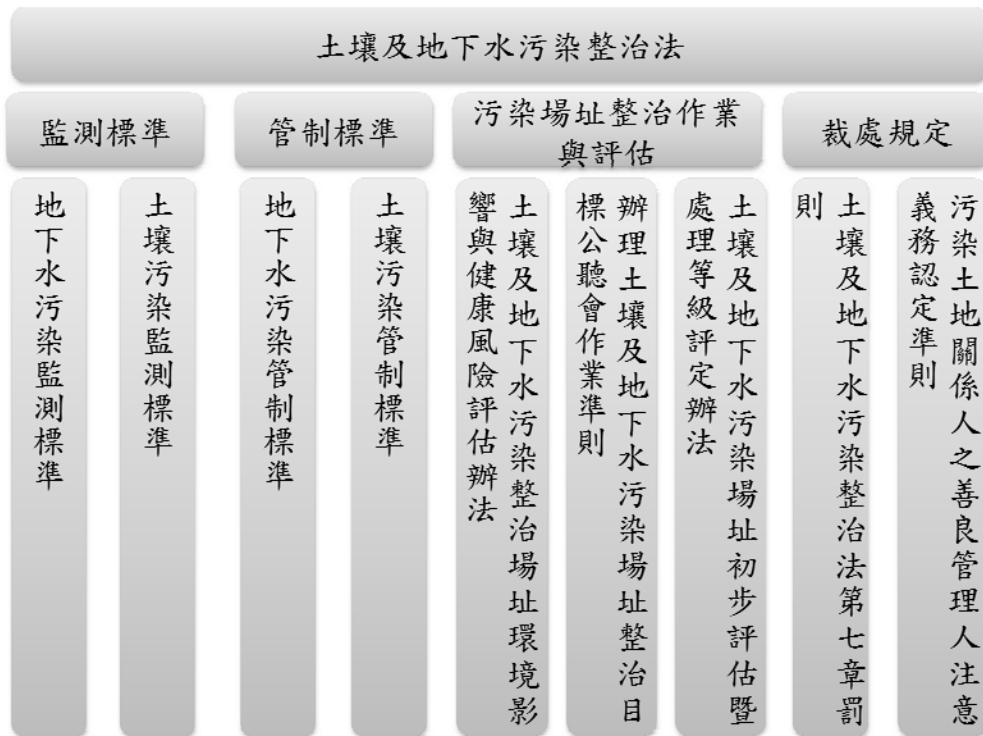 土壤及地下水污染整治法
監測標準
管制標準
污染場址整治作業
與評估
裁處規定
地下水污染監測標準
土壤污染監測標準
地下水污染管制標準
土壤污染管制標準
土壤及地下水污染整治場址環境影
響與健康風險評估辦法
辦理土壤及地下水污染場址整治目
標公聽會作業準則
土壤及地下水污染場址初步評估暨
處理等級評定辦法
土壤及地下水污染整治法第七章罰
則
污染土地關係人之善良管理人注意
義務認定準則